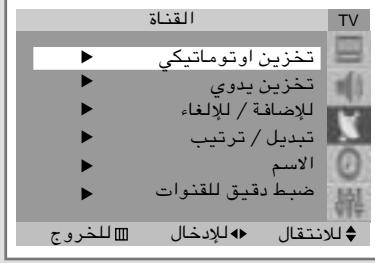 القناة TV
تخزين اوتوماتيكي
تخزين يدوي
للإضافة / للإلغاء
تبديل / ترتيب
الاسم
ضبط دقيق للقنوات
للانتقال للإدخال للخروج